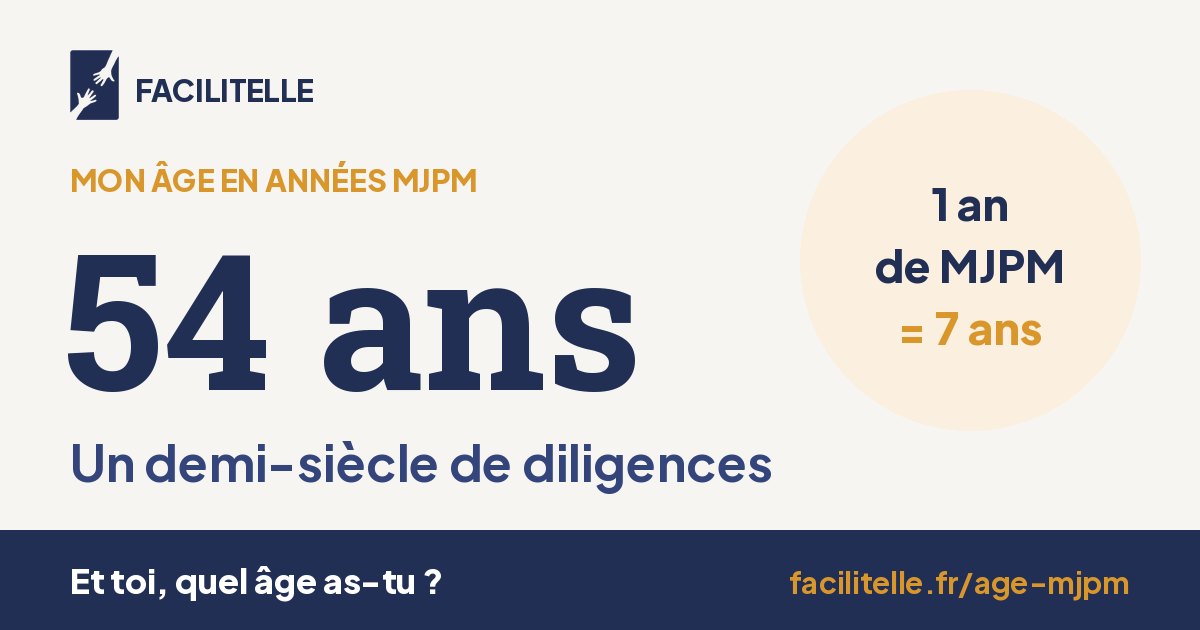 FACILITELLE
MON ÂGE EN ANNÉES MJPM
54 ans
Un demi-siècle de diligences
1 an
de MJPM
= 7 ans
Et toi, quel âge as-tu ?
facilitelle.fr/age-mjpm